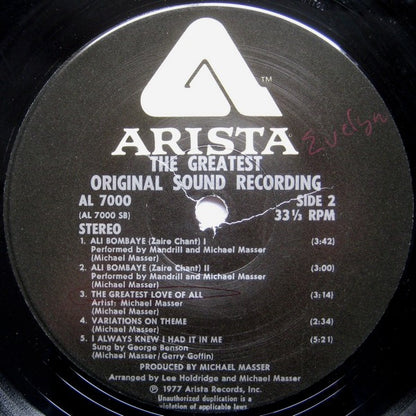 ARISTA
TM
Evelyn
THE GREATEST
ORIGINAL SOUND RECORDING
AL 7000 SIDE 2
(AL 7000 SB) 33⅓ RPM
STEREO
1. ALI BOMBAYE (Zaire Chant) I (3:42)
Performed by Mandrill and Michael Masser
(Michael Masser)
2. ALI BOMBAYE (Zaire Chant) II (3:00)
Performed by Mandrill and Michael Masser
(Michael Masser)
3. THE GREATEST LOVE OF ALL (3:14)
Artist: Michael Masser
(Michael Masser)
4. VARIATIONS ON THEME (2:34)
(Michael Masser)
5. I ALWAYS KNEW I HAD IT IN ME (5:21)
Sung by George Benson
(Michael Masser/Gerry Goffin)
PRODUCED BY MICHAEL MASSER
Arranged by Lee Holdridge and Michael Masser
℗ 1977 Arista Records, Inc.
Unauthorized duplication is a
violation of applicable laws.